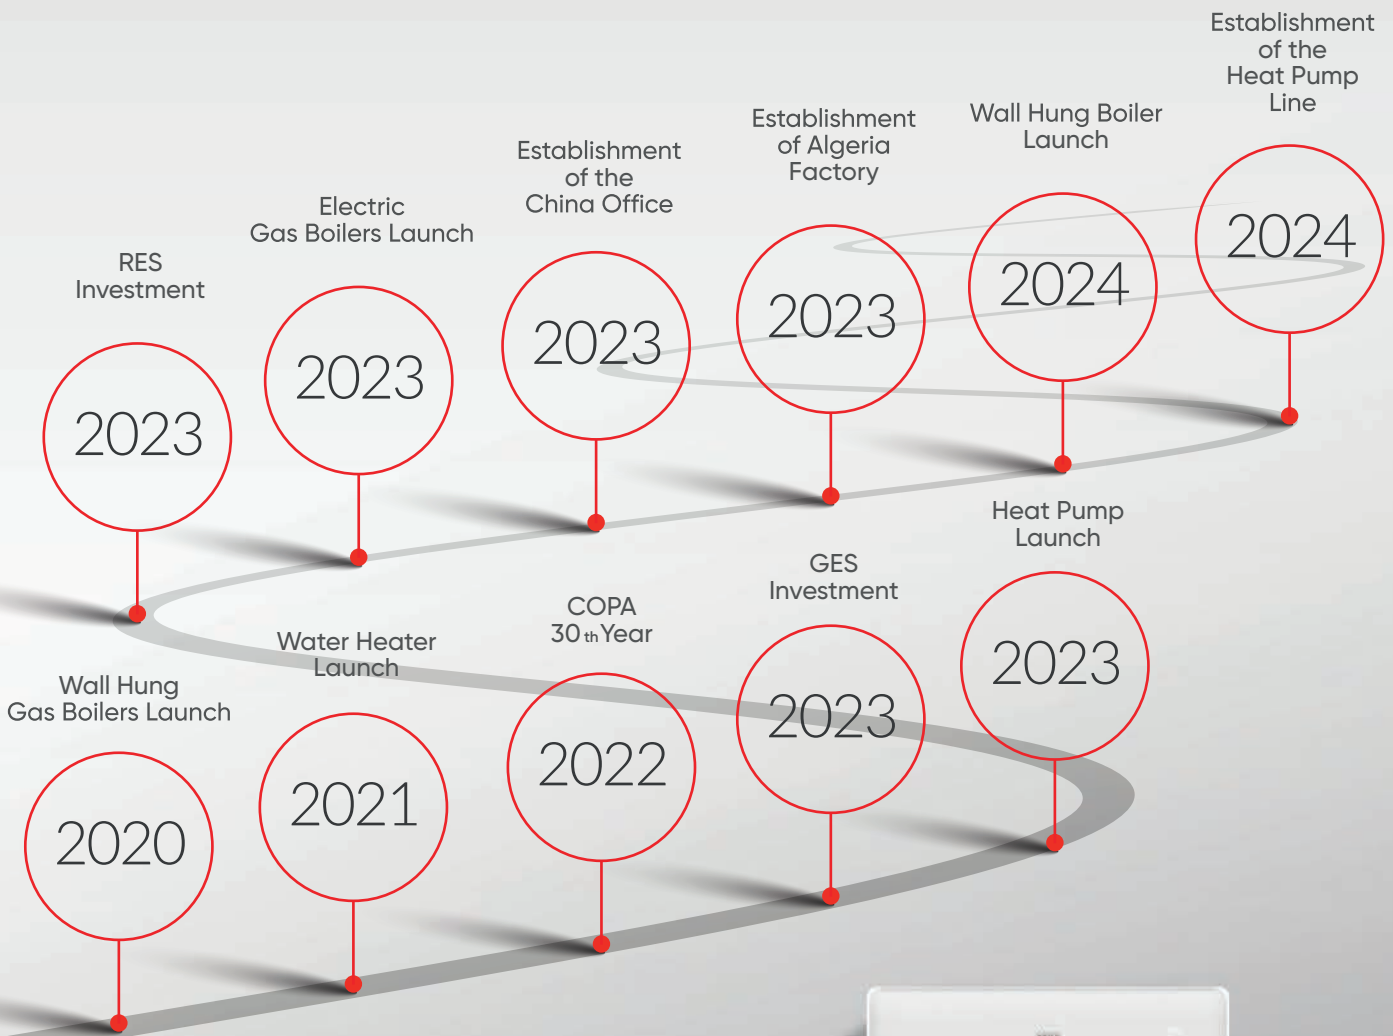 Establishment
of the
Heat Pump
Line
2024
Wall Hung Boiler
Launch
2024
Establishment
of Algeria
Factory
2023
Establishment
of the
China Office
2023
Electric
Gas Boilers Launch
2023
RES
Investment
2023
Heat Pump
Launch
2023
GES
Investment
2023
COPA
30 th Year
2022
Water Heater
Launch
2021
Wall Hung
Gas Boilers Launch
2020